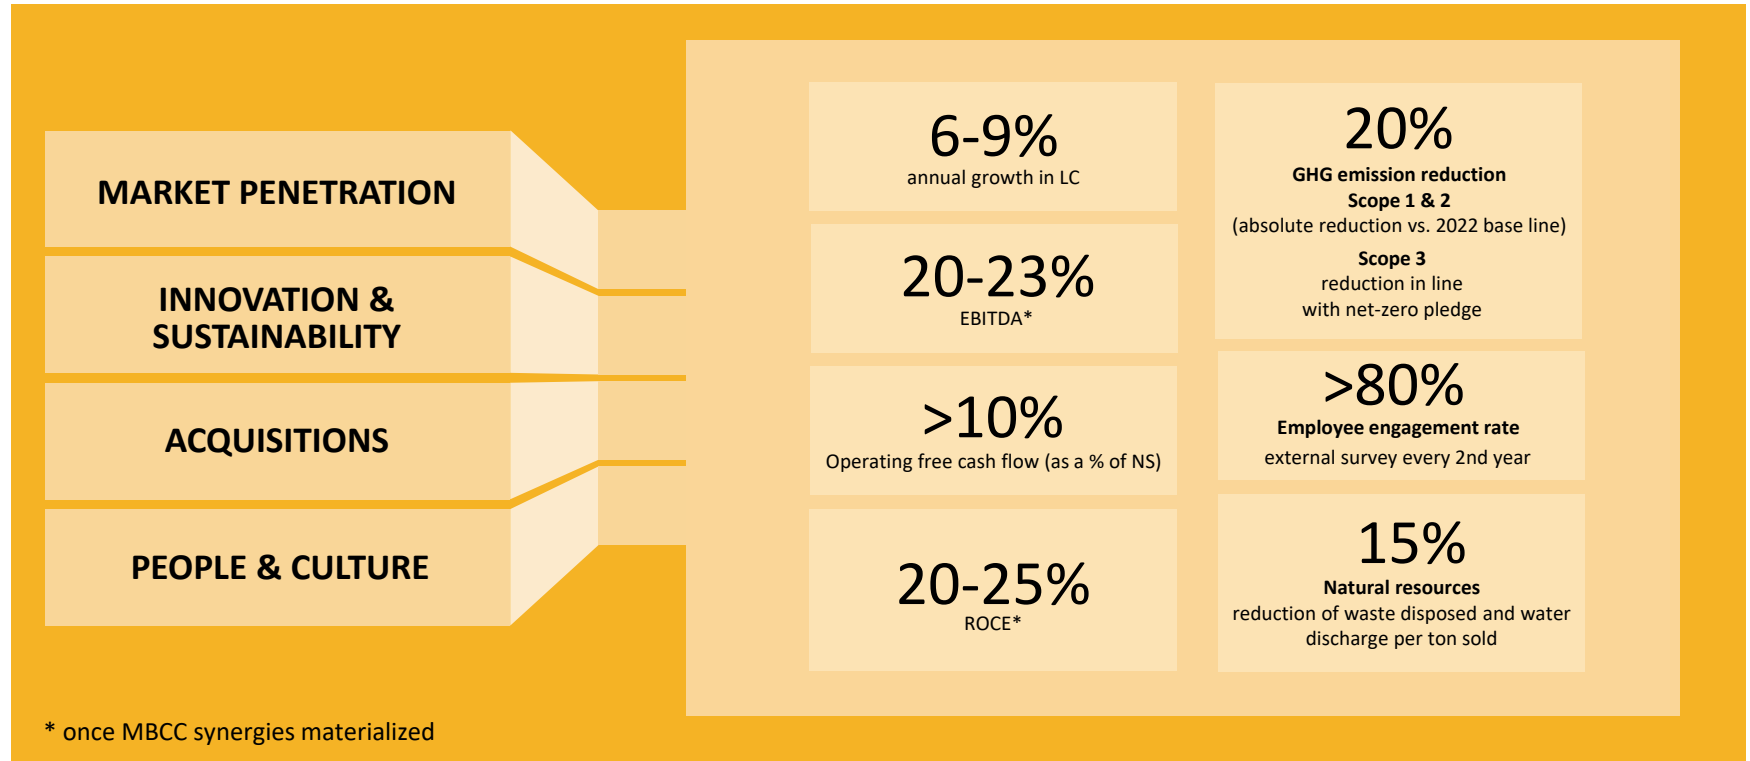 MARKET PENETRATION
INNOVATION &
SUSTAINABILITY
ACQUISITIONS
PEOPLE & CULTURE
6-9%
annual growth in LC
20-23%
EBITDA*
>10%
Operating free cash flow (as a % of NS)
20-25%
ROCE*
20%
GHG emission reduction
Scope 1 & 2
(absolute reduction vs. 2022 base line)
Scope 3
reduction in line
with net-zero pledge
>80%
Employee engagement rate
external survey every 2nd year
15%
Natural resources
reduction of waste disposed and water
discharge per ton sold
* once MBCC synergies materialized